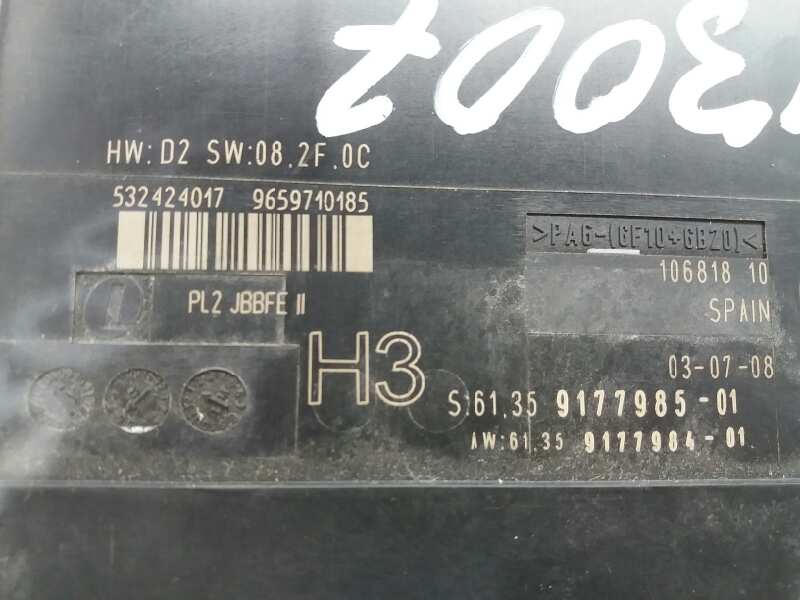 13007
HW: D2 SW:08.2F.0C
532424017 9659710185
>PA6-(GF10+GB20)<
106818 10
PL2 JBBFE II
SPAIN
H3
03-07-08
S:61.35 9177985-01
AW:61.35 9177984-01